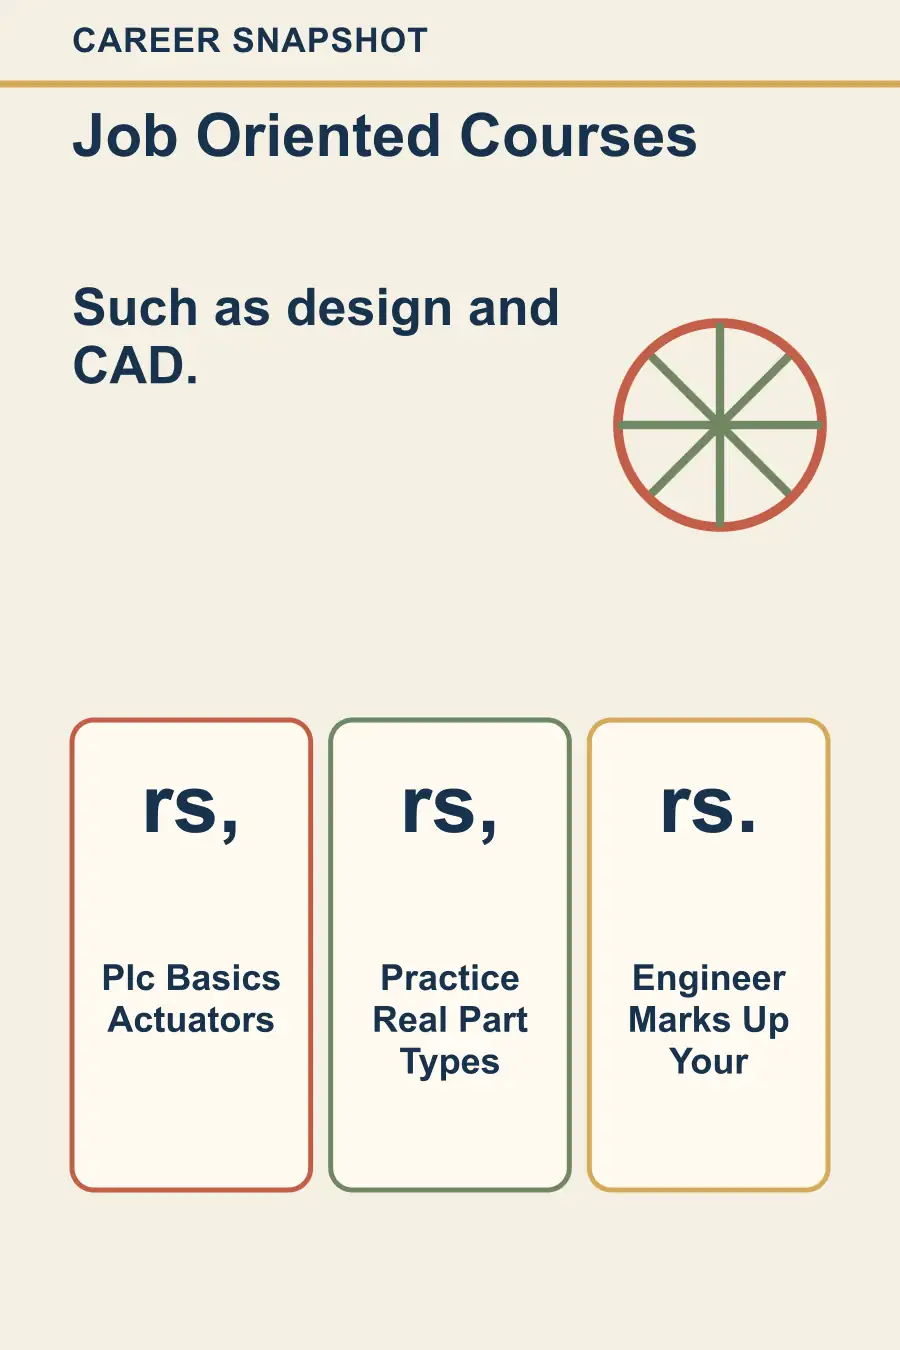 CAREER SNAPSHOT
Job Oriented Courses
Such as design and
CAD.
rs,
Plc Basics
Actuators
rs,
Practice
Real Part
Types
rs.
Engineer
Marks Up
Your